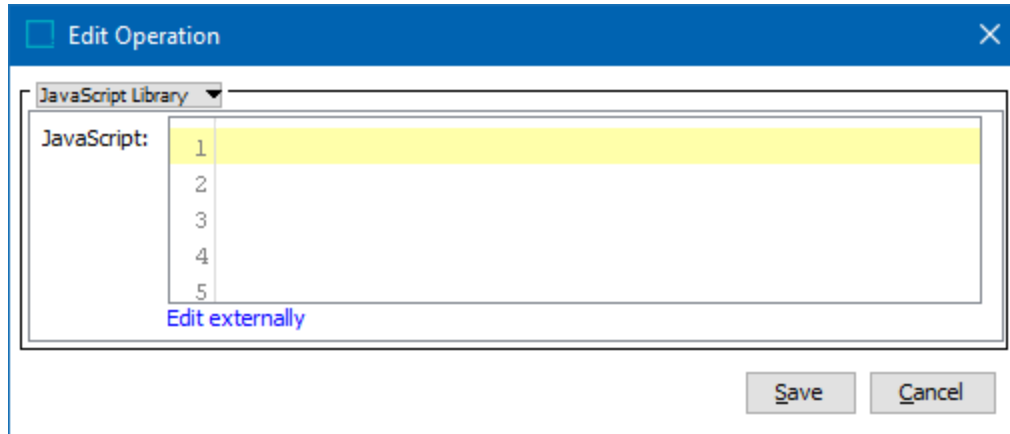 Edit Operation
JavaScript Library
JavaScript:
1
2
3
4
5
Edit externally
Save
Cancel